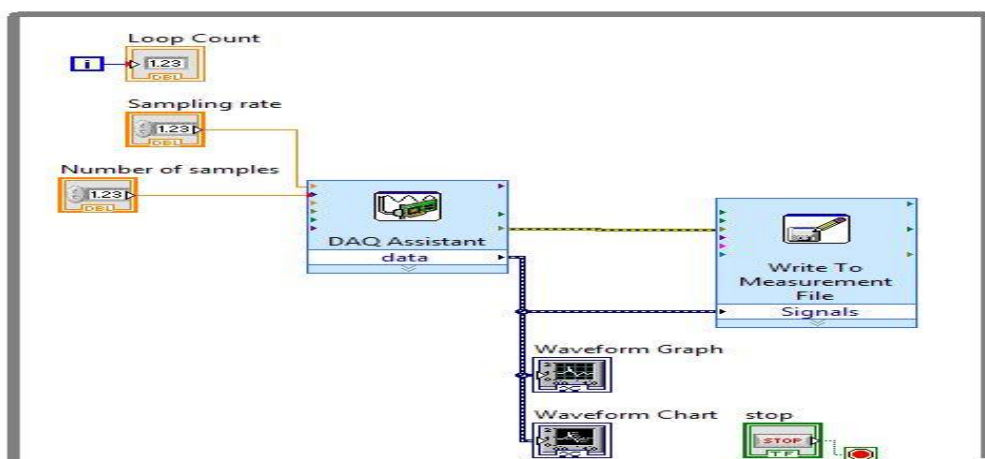 Loop Count
i
1.23
DBL
Sampling rate
1.23
DBL
Number of samples
1.23
DBL
DAQ Assistant
data
Write To
Measurement
File
Signals
Waveform Graph
Waveform Chart
stop
STOP
TF